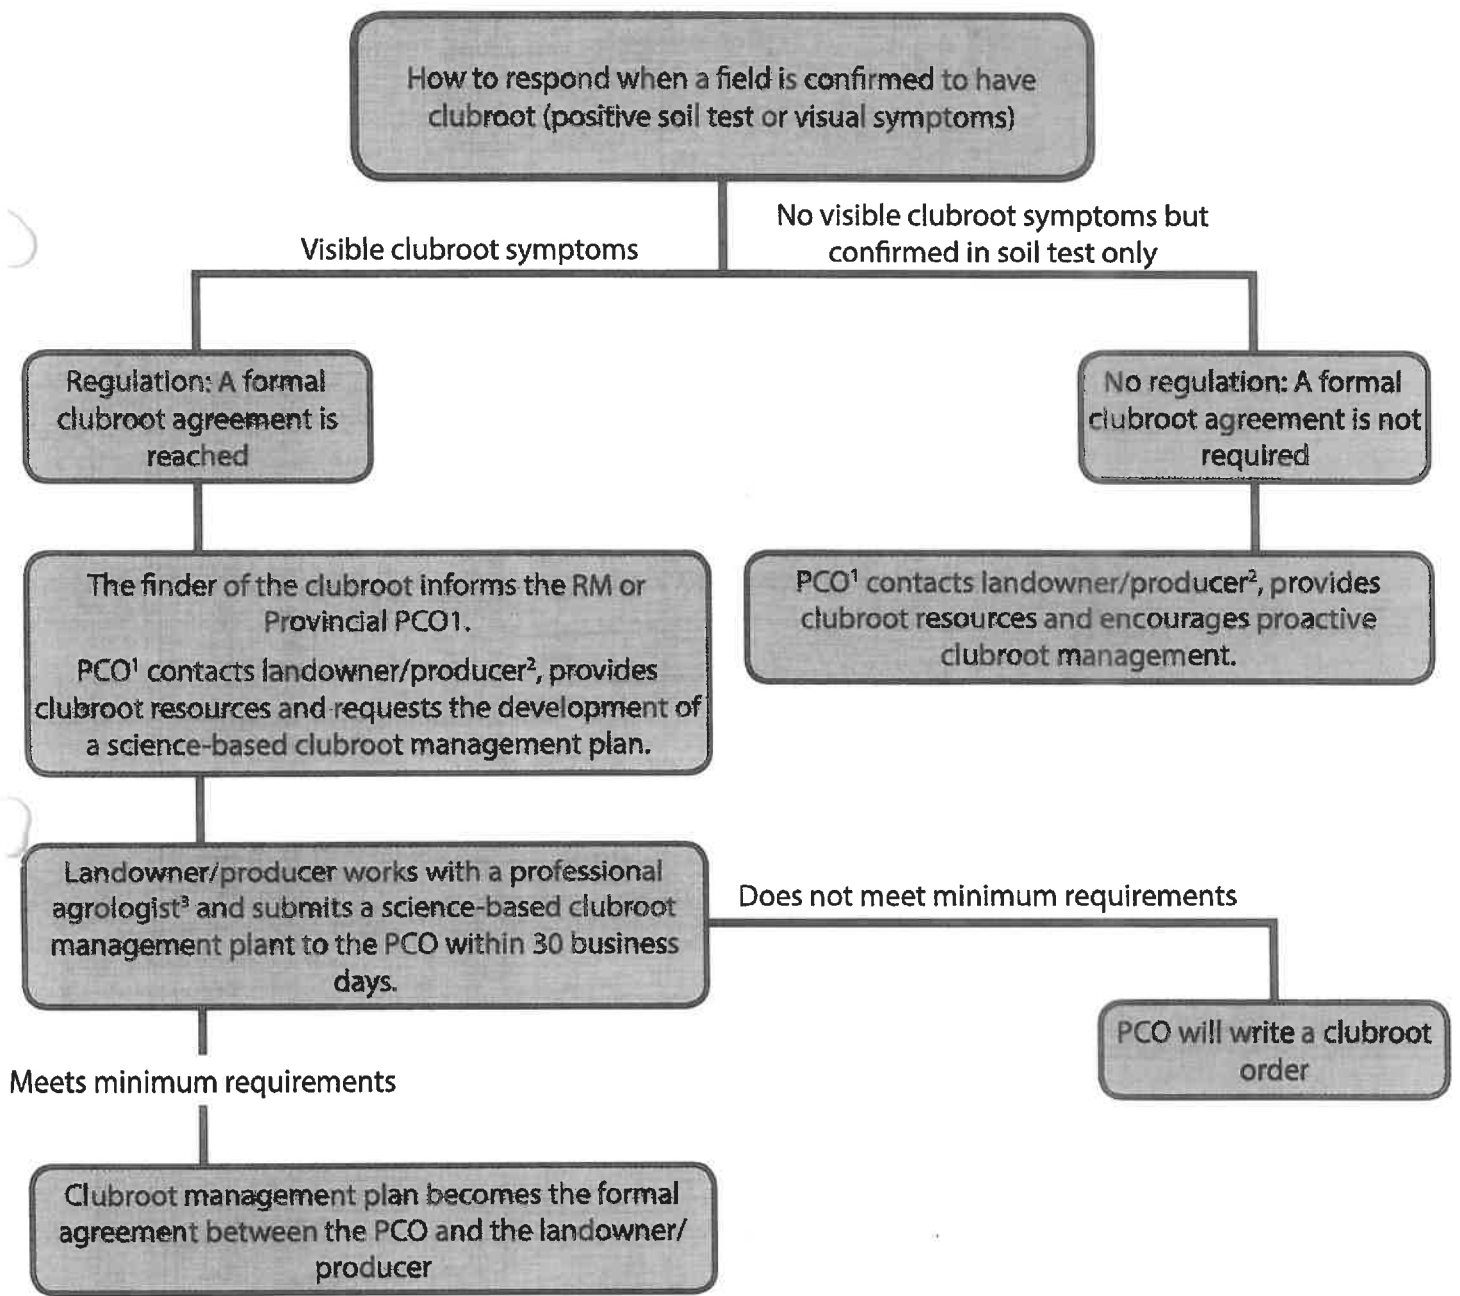 How to respond when a field is confirmed to have
clubroot (positive soil test or visual symptoms)
Visible clubroot symptoms
No visible clubroot symptoms but
confirmed in soil test only
Regulation: A formal
clubroot agreement is
reached
No regulation: A formal
clubroot agreement is not
required
The finder of the clubroot informs the RM or
Provincial PCO1.
PCO¹ contacts landowner/producer², provides
clubroot resources and requests the development of
a science-based clubroot management plan.
PCO¹ contacts landowner/producer², provides
clubroot resources and encourages proactive
clubroot management.
Landowner/producer works with a professional
agrologist³ and submits a science-based clubroot
management plant to the PCO within 30 business
days.
Does not meet minimum requirements
PCO will write a clubroot
order
Meets minimum requirements
Clubroot management plan becomes the formal
agreement between the PCO and the landowner/
producer